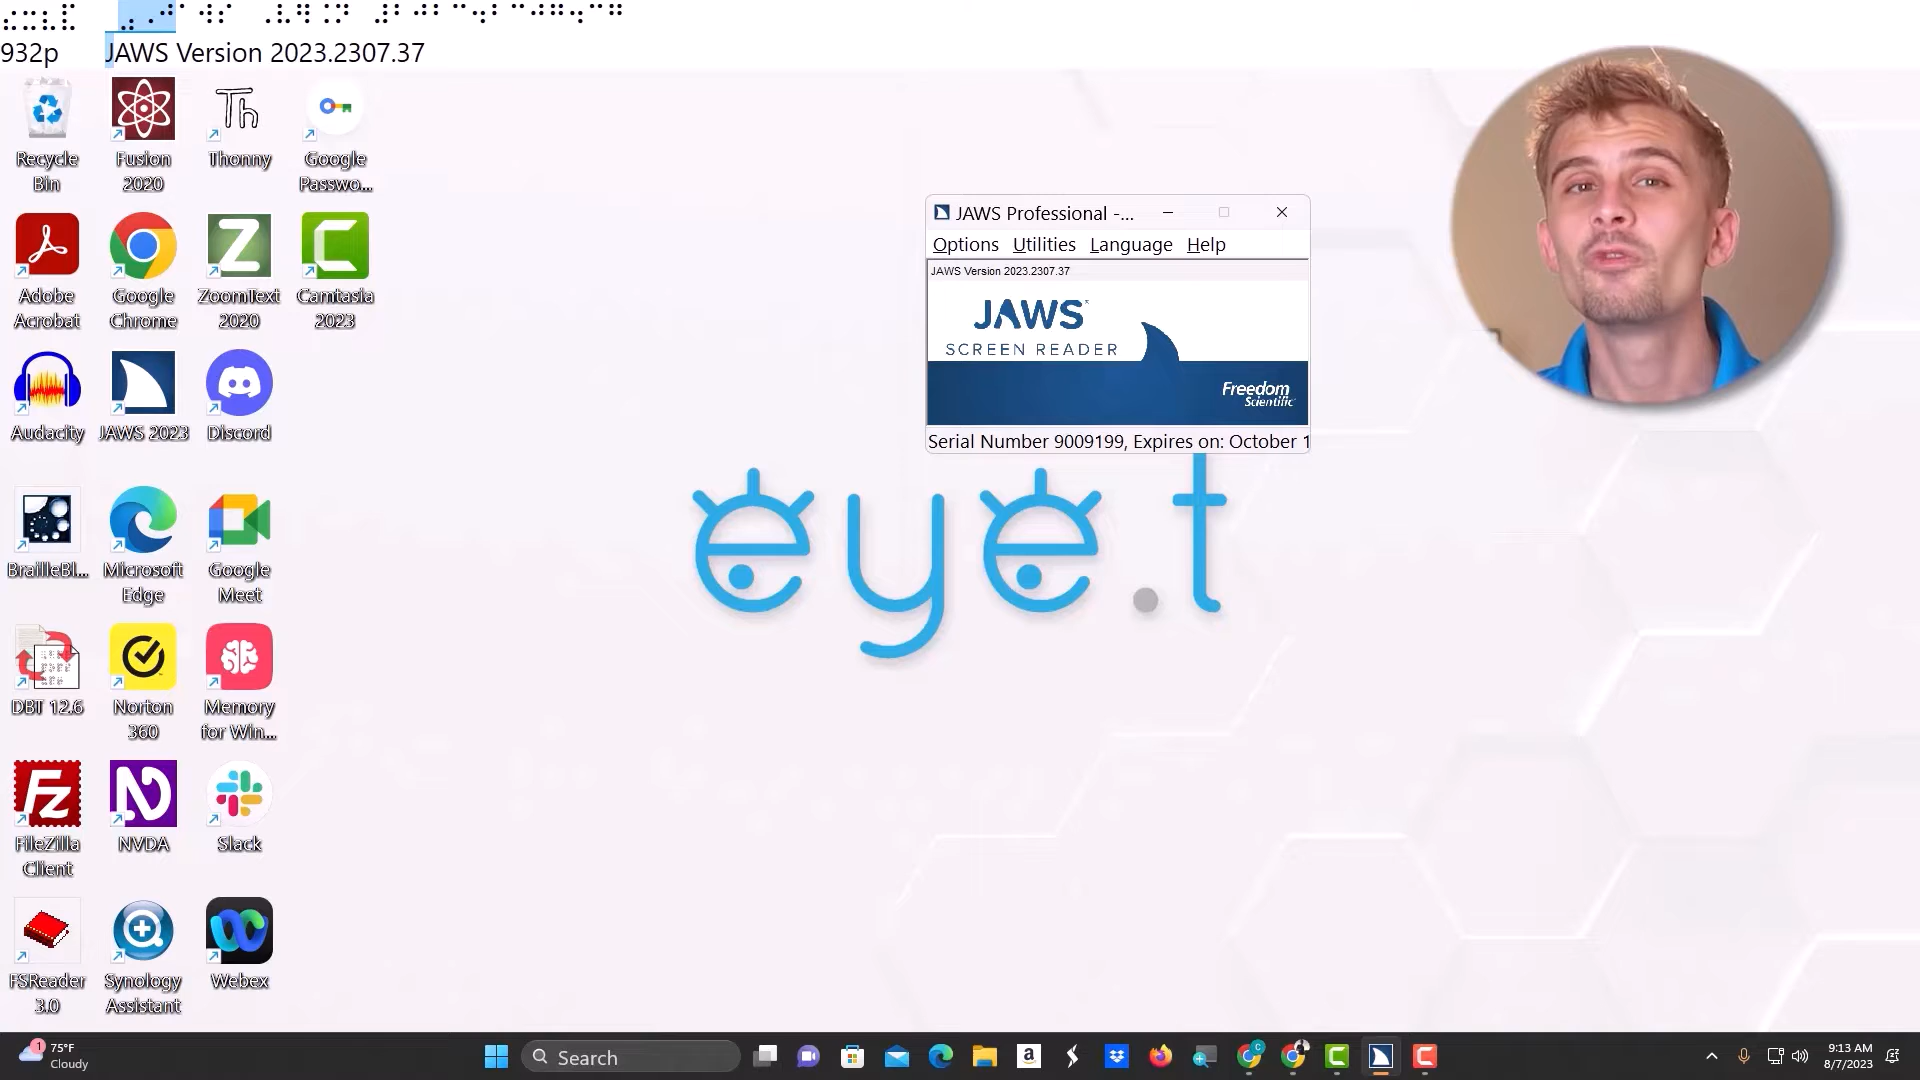 932p JAWS Version 2023.2307.37
Recycle
Bin
Fusion
2020
Thonny
Th
Google
Passwo...
Adobe
Acrobat
Google
Chrome
Z
ZoomText
2020
C
Camtasia
2023
Audacity
JAWS 2023
Discord
BrailleBl...
Microsoft
Edge
Google
Meet
DBT 12.6
Norton
360
Memory
for Win...
Fz
FileZilla
Client
N
NVDA
Slack
FSReader
3.0
Synology
Assistant
Webex
JAWS Professional -...
Options Utilities Language Help
JAWS Version 2023.2307.37
JAWS
SCREEN READER
Freedom
Scientific
Serial Number 9009199, Expires on: October 1
eye.t
1
75°F
Cloudy
Search
a
C
C
9:13 AM
8/7/2023